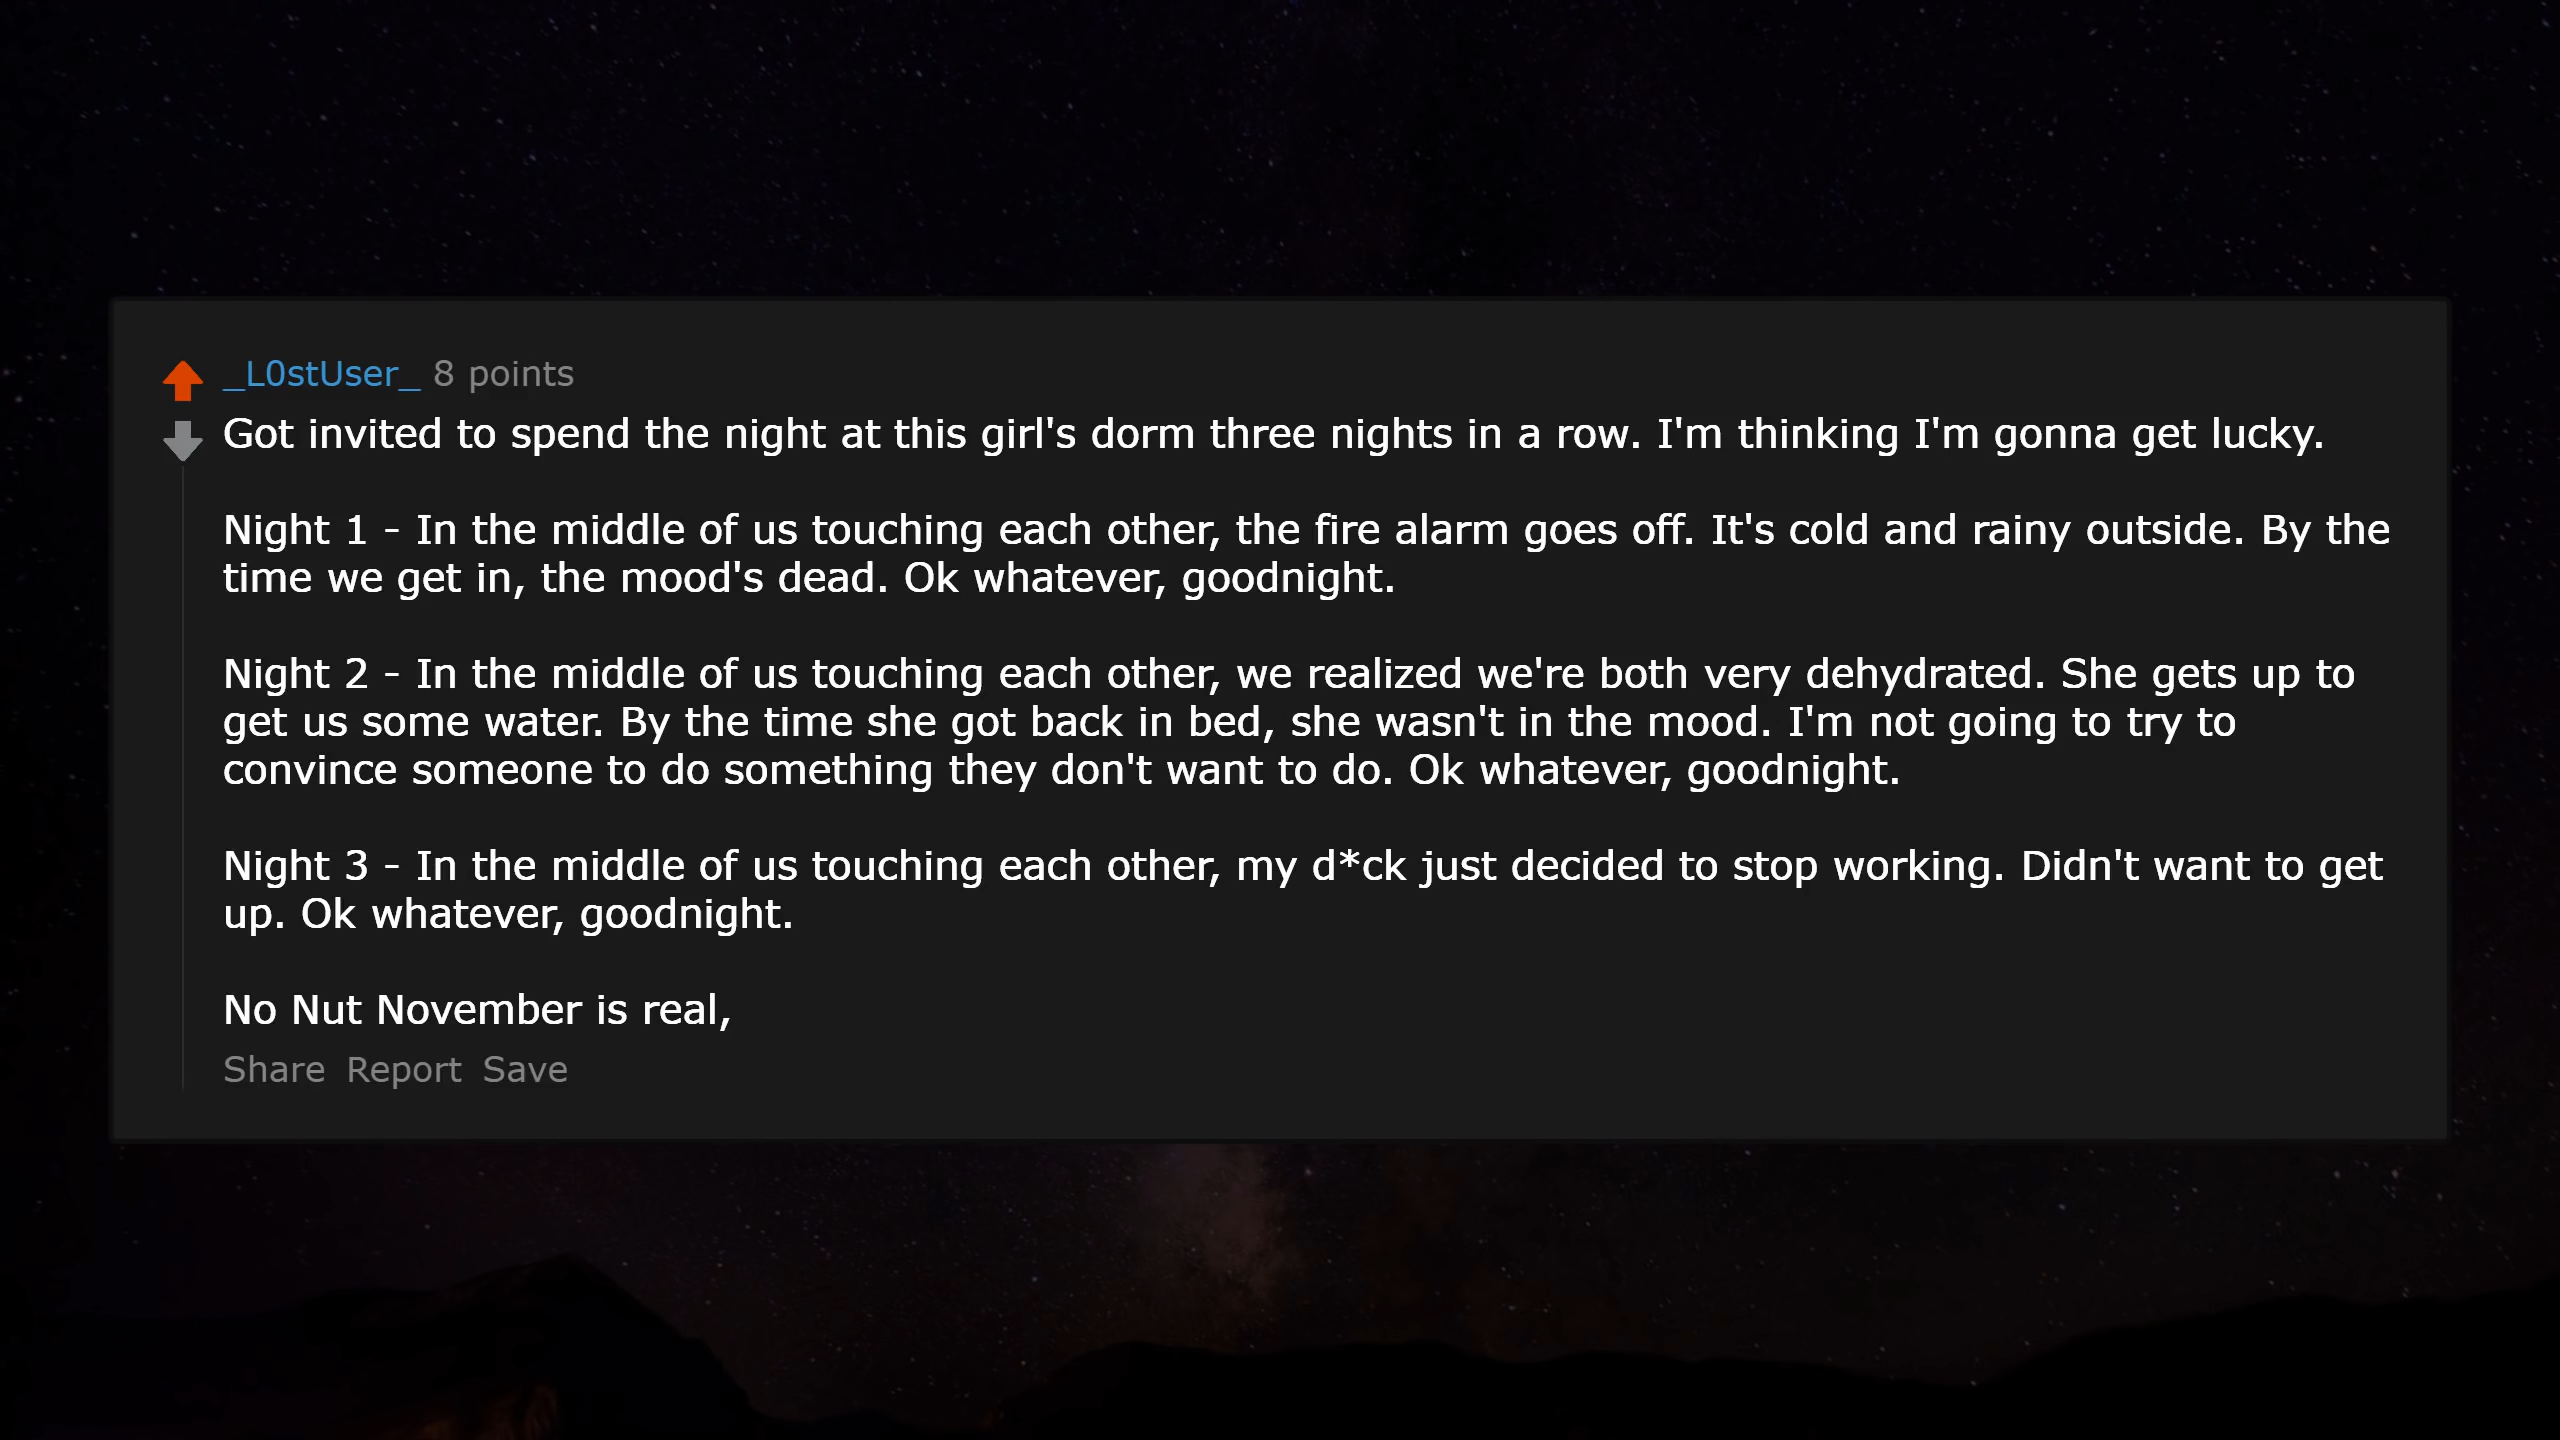 _L0stUser_ 8 points
Got invited to spend the night at this girl's dorm three nights in a row. I'm thinking I'm gonna get lucky.
Night 1 - In the middle of us touching each other, the fire alarm goes off. It's cold and rainy outside. By the
time we get in, the mood's dead. Ok whatever, goodnight.
Night 2 - In the middle of us touching each other, we realized we're both very dehydrated. She gets up to
get us some water. By the time she got back in bed, she wasn't in the mood. I'm not going to try to
convince someone to do something they don't want to do. Ok whatever, goodnight.
Night 3 - In the middle of us touching each other, my d*ck just decided to stop working. Didn't want to get
up. Ok whatever, goodnight.
No Nut November is real,
Share Report Save